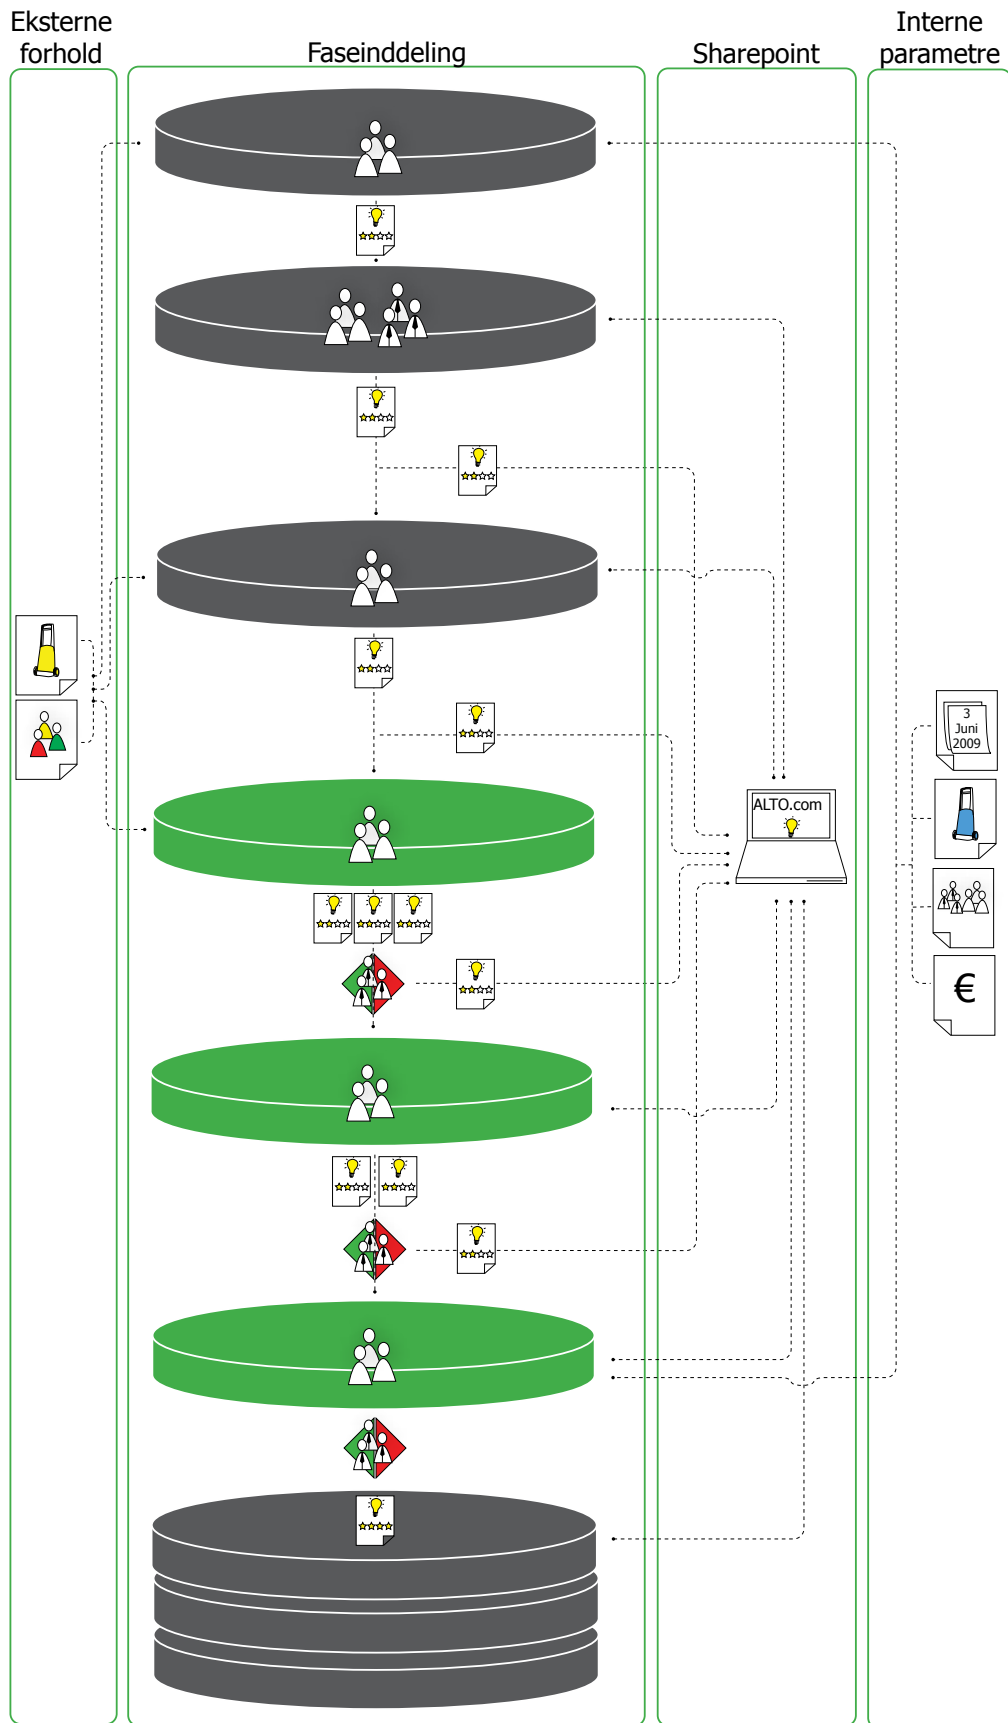 Eksterne
forhold
Faseinddeling
Sharepoint
Interne
parametre
ALTO.com
3
Juni
2009
€